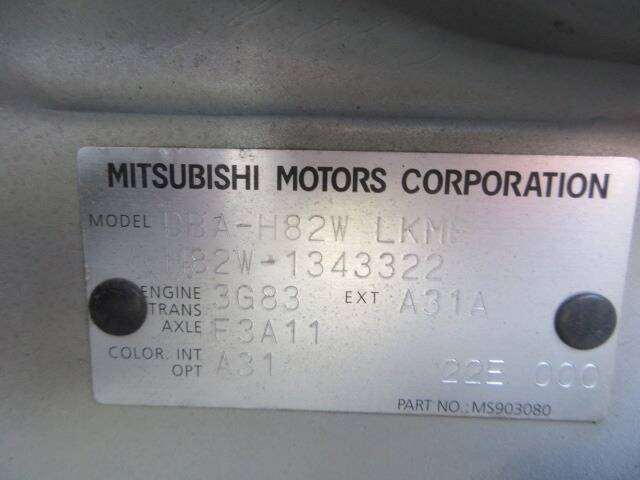 MITSUBISHI MOTORS CORPORATION
MODEL DBA-H82W LKM
H82W-1343322
ENGINE 3G83 EXT A31A
TRANS
AXLE F3A11
COLOR. INT A31
OPT 22E 000
PART NO.:MS903080